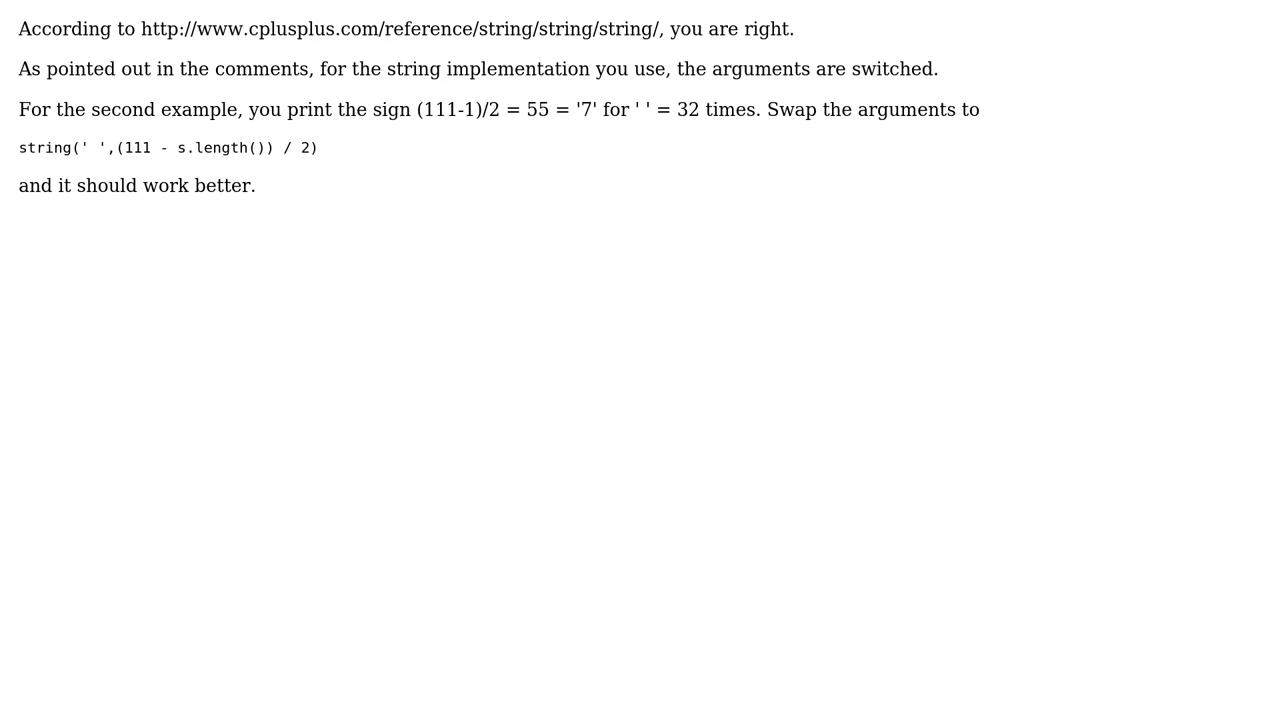 According to http://www.cplusplus.com/reference/string/string/string/, you are right.
As pointed out in the comments, for the string implementation you use, the arguments are switched.
For the second example, you print the sign (111-1)/2 = 55 = '7' for ' ' = 32 times. Swap the arguments to
string(' ',(111 - s.length()) / 2)
and it should work better.